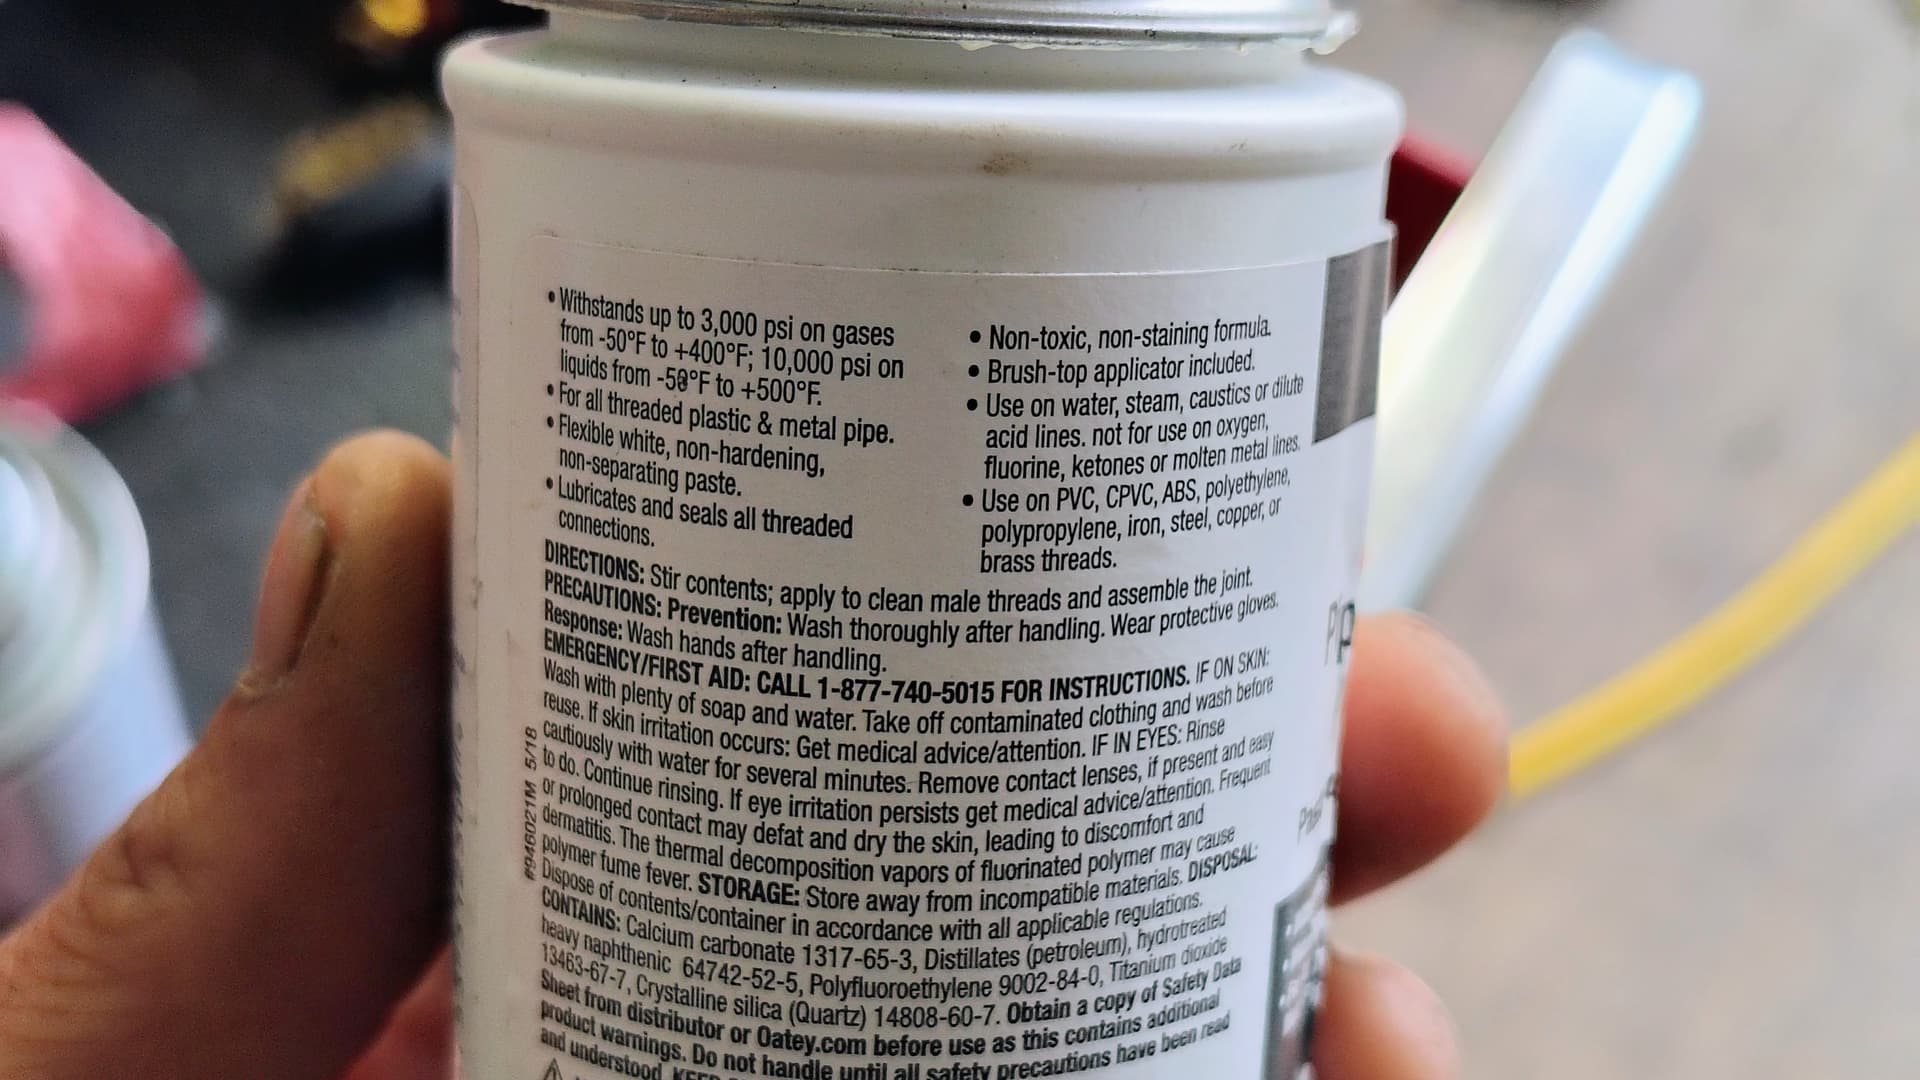 • Withstands up to 3,000 psi on gases
from -50°F to +400°F; 10,000 psi on
liquids from -50°F to +500°F.
• For all threaded plastic & metal pipe.
• Flexible white, non-hardening,
non-separating paste.
• Lubricates and seals all threaded
connections.
• Non-toxic, non-staining formula.
• Brush-top applicator included.
• Use on water, steam, caustics or dilute
acid lines. not for use on oxygen,
fluorine, ketones or molten metal lines.
• Use on PVC, CPVC, ABS, polyethylene,
polypropylene, iron, steel, copper, or
brass threads.
DIRECTIONS: Stir contents; apply to clean male threads and assemble the joint.
PRECAUTIONS: Prevention: Wash thoroughly after handling. Wear protective gloves.
Response: Wash hands after handling.
EMERGENCY/FIRST AID: CALL 1-877-740-5015 FOR INSTRUCTIONS. IF ON SKIN:
Wash with plenty of soap and water. Take off contaminated clothing and wash before
reuse. If skin irritation occurs: Get medical advice/attention. IF IN EYES: Rinse
cautiously with water for several minutes. Remove contact lenses, if present and easy
to do. Continue rinsing. If eye irritation persists get medical advice/attention. Frequent
or prolonged contact may defat and dry the skin, leading to discomfort and
dermatitis. The thermal decomposition vapors of fluorinated polymer may cause
polymer fume fever. STORAGE: Store away from incompatible materials. DISPOSAL:
Dispose of contents/container in accordance with all applicable regulations.
CONTAINS: Calcium carbonate 1317-65-3, Distillates (petroleum), hydrotreated
heavy naphthenic 64742-52-5, Polyfluoroethylene 9002-84-0, Titanium dioxide
13463-67-7, Crystalline silica (Quartz) 14808-60-7. Obtain a copy of Safety Data
Sheet from distributor or Oatey.com before use as this contains additional
product warnings. Do not handle until all safety precautions have been read
and understood.
#946021M 5/18